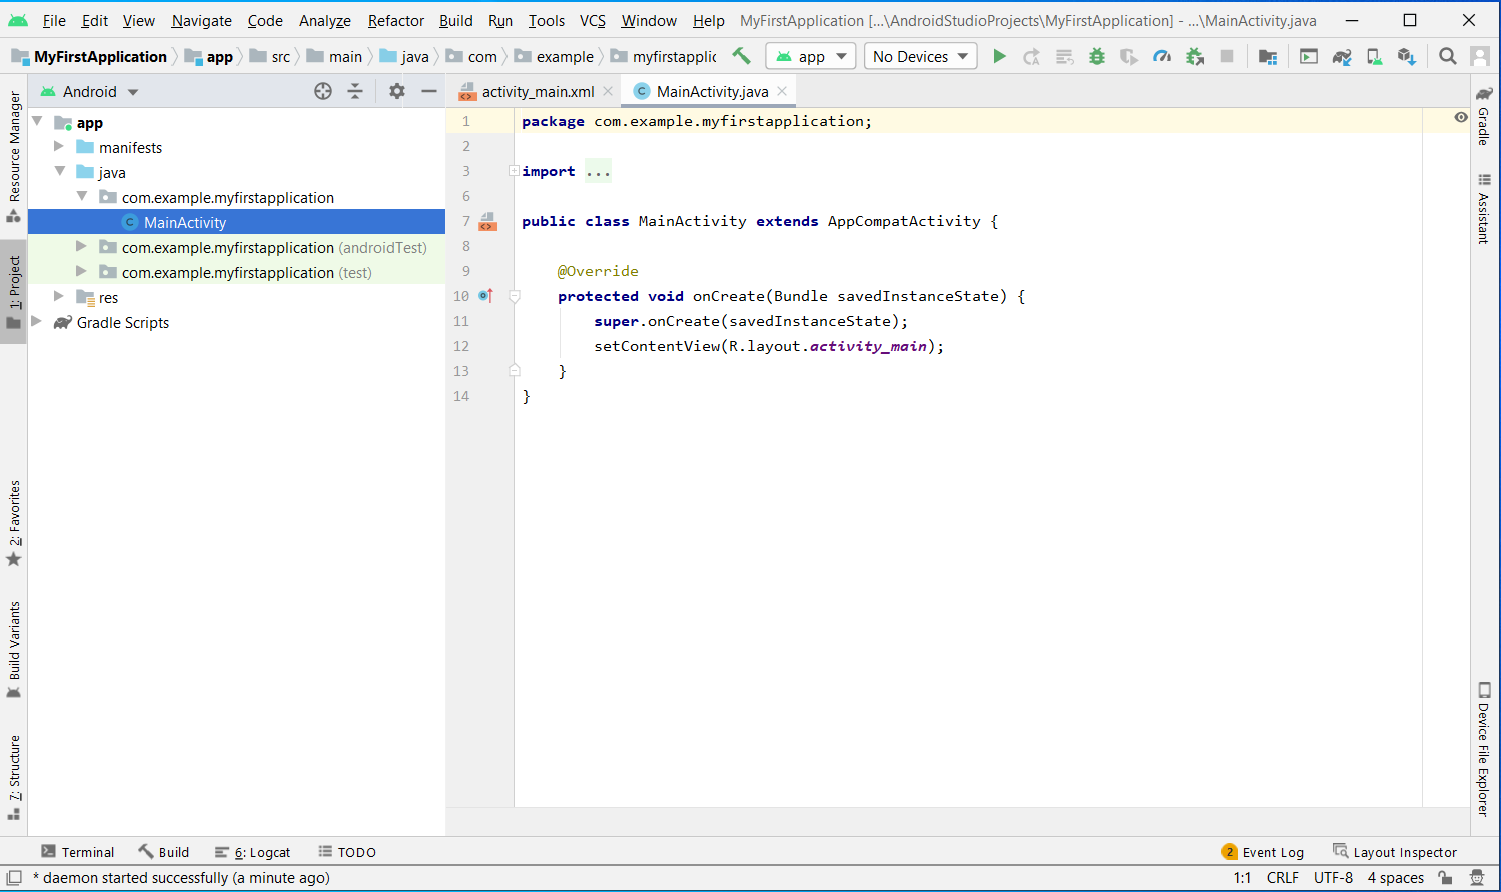 File Edit View Navigate Code Analyze Refactor Build Run Tools VCS Window Help MyFirstApplication [...\AndroidStudioProjects\MyFirstApplication] - ...\MainActivity.java
MyFirstApplication app src main java com example myfirstapplic app No Devices
Android
activity_main.xml MainActivity.java
app
manifests
java
com.example.myfirstapplication
MainActivity
com.example.myfirstapplication (androidTest)
com.example.myfirstapplication (test)
res
Gradle Scripts
Resource Manager
1: Project
2: Favorites
Build Variants
7: Structure
1 package com.example.myfirstapplication;
2
3 import ...
6
7 public class MainActivity extends AppCompatActivity {
8
9 @Override
10 protected void onCreate(Bundle savedInstanceState) {
11 super.onCreate(savedInstanceState);
12 setContentView(R.layout.activity_main);
13 }
14 }
Gradle
Assistant
Device File Explorer
Terminal Build 6: Logcat TODO 2 Event Log Layout Inspector
* daemon started successfully (a minute ago) 1:1 CRLF UTF-8 4 spaces